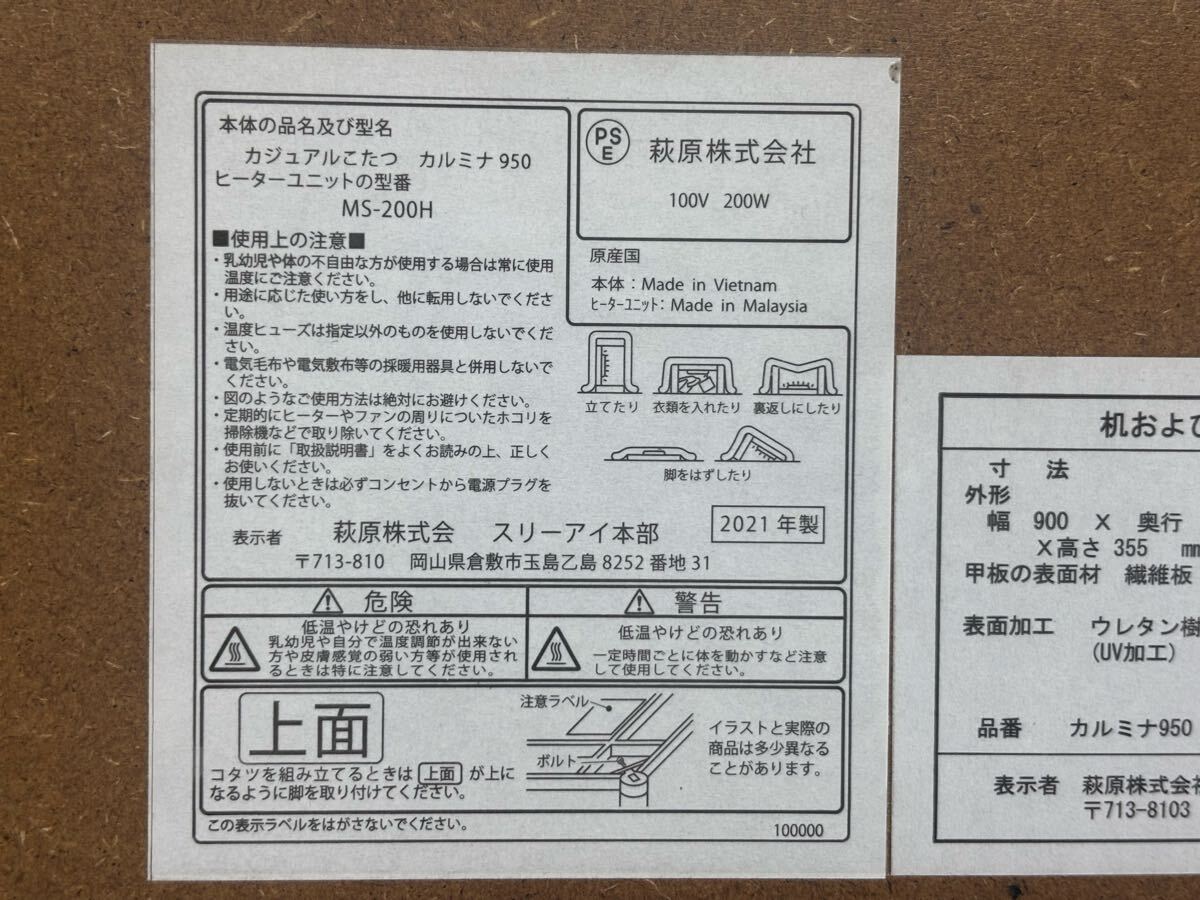 本体の品名及び型名
カジュアルこたつ カルミナ950
ヒーターユニットの型番
MS-200H
■使用上の注意■
・乳幼児や体の不自由な方が使用する場合は常に使用
温度にご注意ください。
・用途に応じた使い方をし、他に転用しないでくださ
い。
・温度ヒューズは指定以外のものを使用しないでくだ
さい。
・電気毛布や電気敷布等の採暖用器具と併用しないで
ください。
・図のようなご使用方法は絶対にお避けください。
・定期的にヒーターやファンの周りについたホコリを
掃除機などで取り除いてください。
・使用前に「取扱説明書」をよくお読みの上、正しく
お使いください。
・使用しないときは必ずコンセントから電源プラグを
抜いてください。
PS
E
萩原株式会社
100V 200W
原産国
本体：Made in Vietnam
ヒーターユニット：Made in Malaysia
立てたり 衣類を入れたり 裏返しにしたり
脚をはずしたり
表示者 萩原株式会 スリーアイ本部
2021年製
〒713-810 岡山県倉敷市玉島乙島8252番地31
危険
低温やけどの恐れあり
乳幼児や自分で温度調節が出来ない
方や皮膚感覚の弱い方等が使用され
るときは特に注意してください。
警告
低温やけどの恐れあり
一定時間ごとに体を動かすなど注意
して使用してください。
上面
コタツを組み立てるときは 上面 が上に
なるように脚を取り付けてください。
注意ラベル
ボルト
イラストと実際の
商品は多少異なる
ことがあります。
この表示ラベルをはがさないでください。
100000
机および
寸 法
外形
幅 900 X 奥行
X高さ 355 mm
甲板の表面材 繊維板
表面加工 ウレタン樹
(UV加工)
品番 カルミナ950
表示者 萩原株式会社
〒713-8103